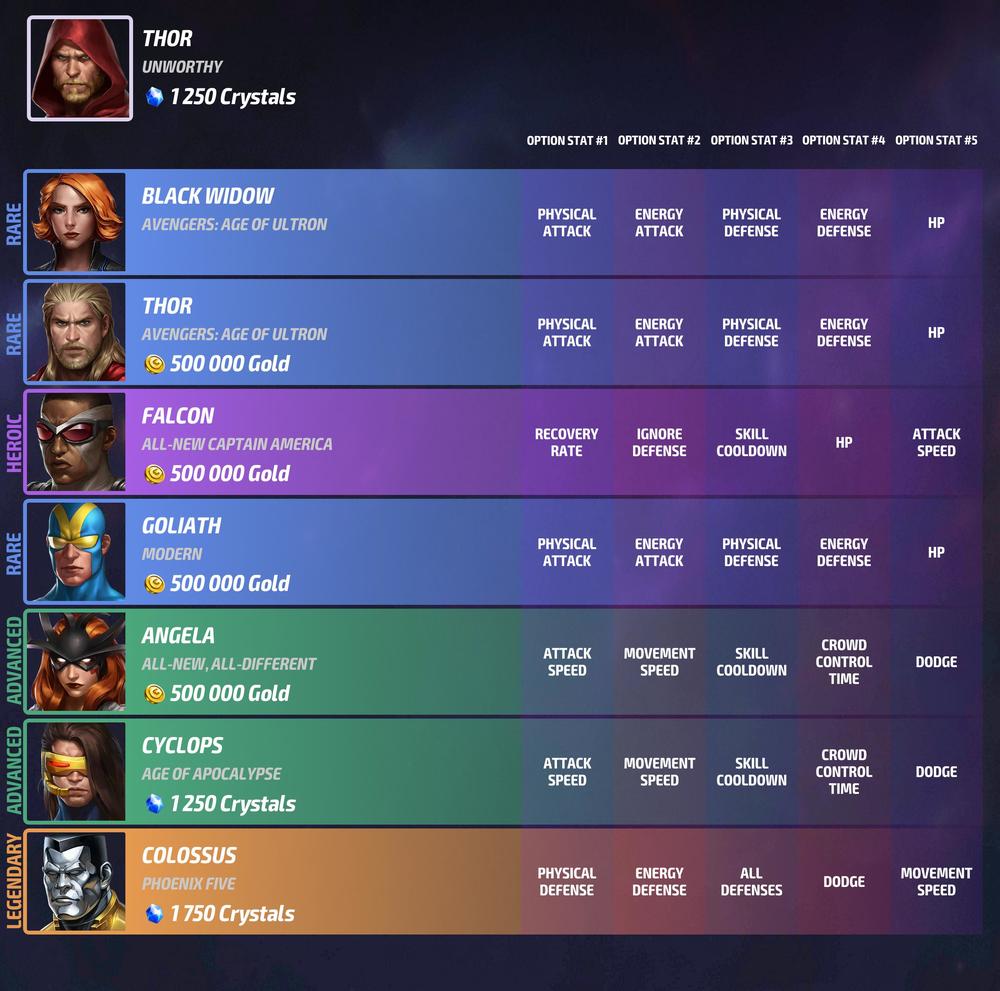 THOR
UNWORTHY
1 250 Crystals
OPTION STAT #1 OPTION STAT #2 OPTION STAT #3 OPTION STAT #4 OPTION STAT #5
RARE
BLACK WIDOW
AVENGERS: AGE OF ULTRON
PHYSICAL ATTACK
ENERGY ATTACK
PHYSICAL DEFENSE
ENERGY DEFENSE
HP
RARE
THOR
AVENGERS: AGE OF ULTRON
500 000 Gold
PHYSICAL ATTACK
ENERGY ATTACK
PHYSICAL DEFENSE
ENERGY DEFENSE
HP
HEROIC
FALCON
ALL-NEW CAPTAIN AMERICA
500 000 Gold
RECOVERY RATE
IGNORE DEFENSE
SKILL COOLDOWN
HP
ATTACK SPEED
RARE
GOLIATH
MODERN
500 000 Gold
PHYSICAL ATTACK
ENERGY ATTACK
PHYSICAL DEFENSE
ENERGY DEFENSE
HP
ADVANCED
ANGELA
ALL-NEW, ALL-DIFFERENT
500 000 Gold
ATTACK SPEED
MOVEMENT SPEED
SKILL COOLDOWN
CROWD CONTROL TIME
DODGE
ADVANCED
CYCLOPS
AGE OF APOCALYPSE
1 250 Crystals
ATTACK SPEED
MOVEMENT SPEED
SKILL COOLDOWN
CROWD CONTROL TIME
DODGE
LEGENDARY
COLOSSUS
PHOENIX FIVE
1 750 Crystals
PHYSICAL DEFENSE
ENERGY DEFENSE
ALL DEFENSES
DODGE
MOVEMENT SPEED